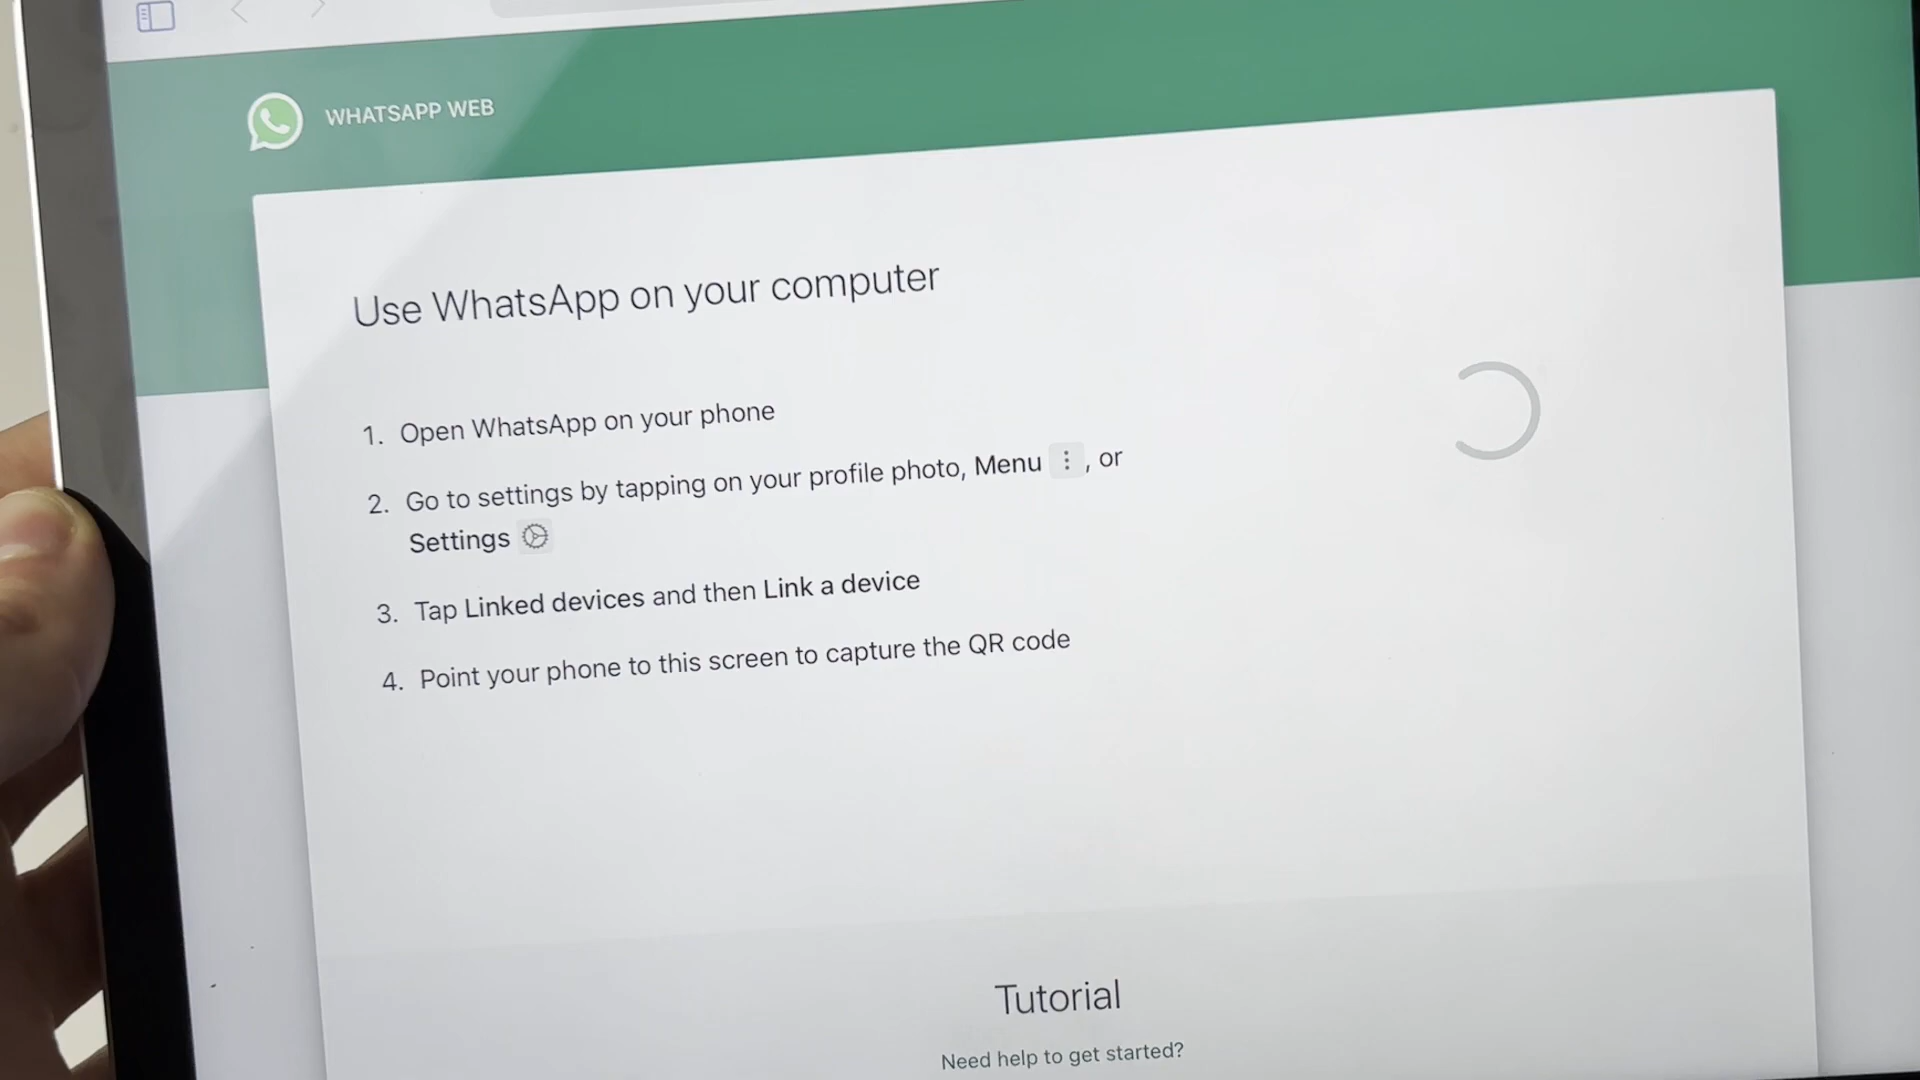 WHATSAPP WEB
Use WhatsApp on your computer
1. Open WhatsApp on your phone
2. Go to settings by tapping on your profile photo, Menu , or
Settings
3. Tap Linked devices and then Link a device
4. Point your phone to this screen to capture the QR code
Tutorial
Need help to get started?